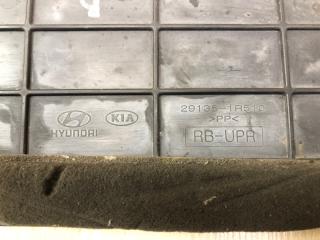 HYUNDAI
KIA
29135-1R510
>PP<
RB-UPR